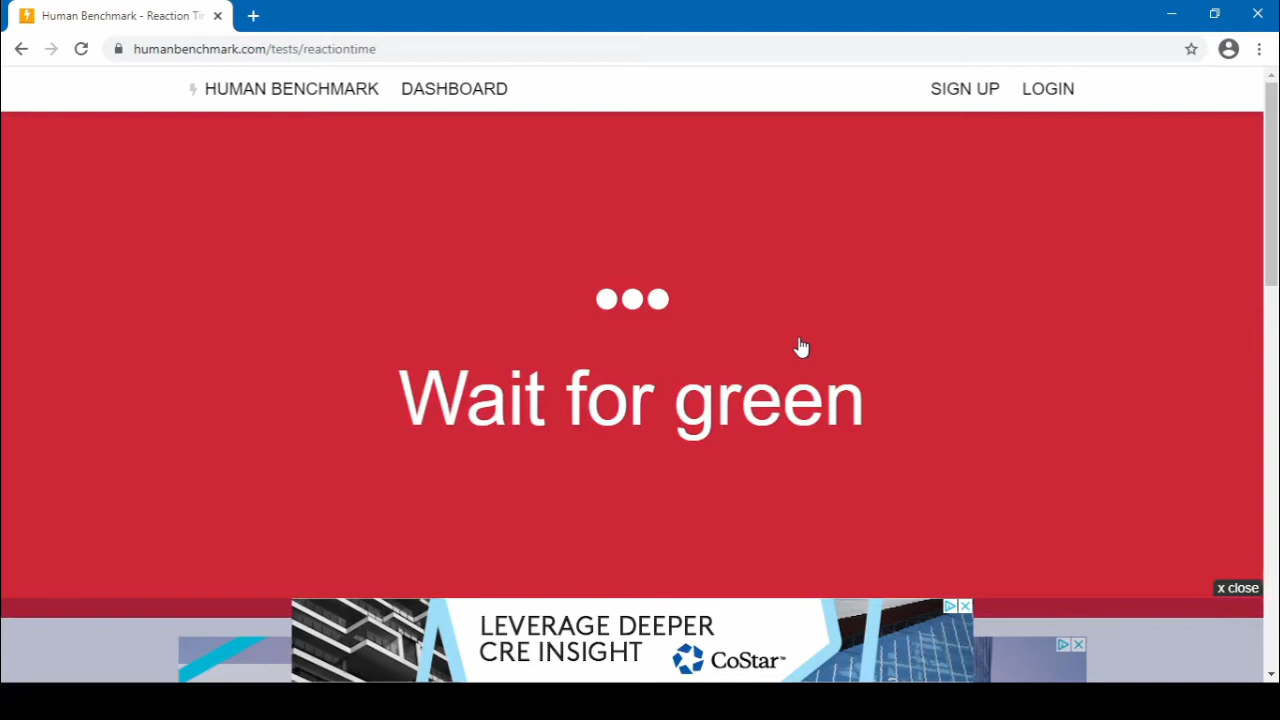 Human Benchmark - Reaction Ti
humanbenchmark.com/tests/reactiontime
HUMAN BENCHMARK DASHBOARD SIGN UP LOGIN
Wait for green
x close
LEVERAGE DEEPER
CRE INSIGHT
CoStar™